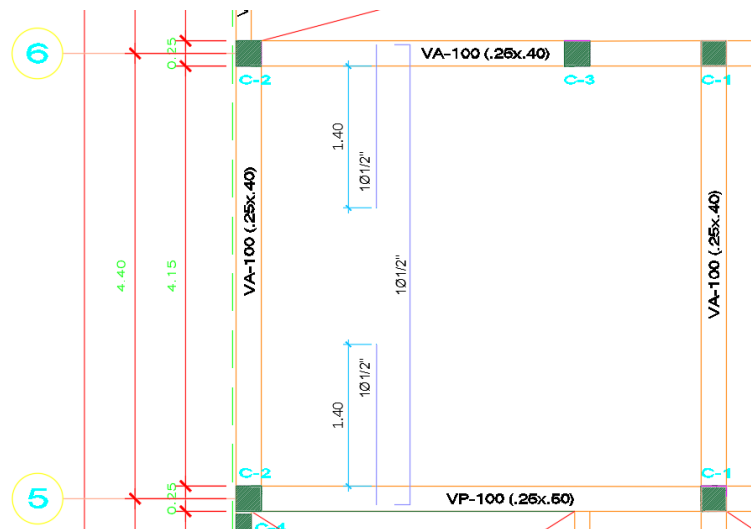 6
0.25
VA-100 (.25x.40)
C-2
C-3
C-1
1.40
1Ø1/2"
VA-100 (.25x.40)
VA-100 (.25x.40)
4.40
4.15
1Ø1/2"
1Ø1/2"
1.40
C-2
C-1
0.25
5
VP-100 (.25x.50)
C-1